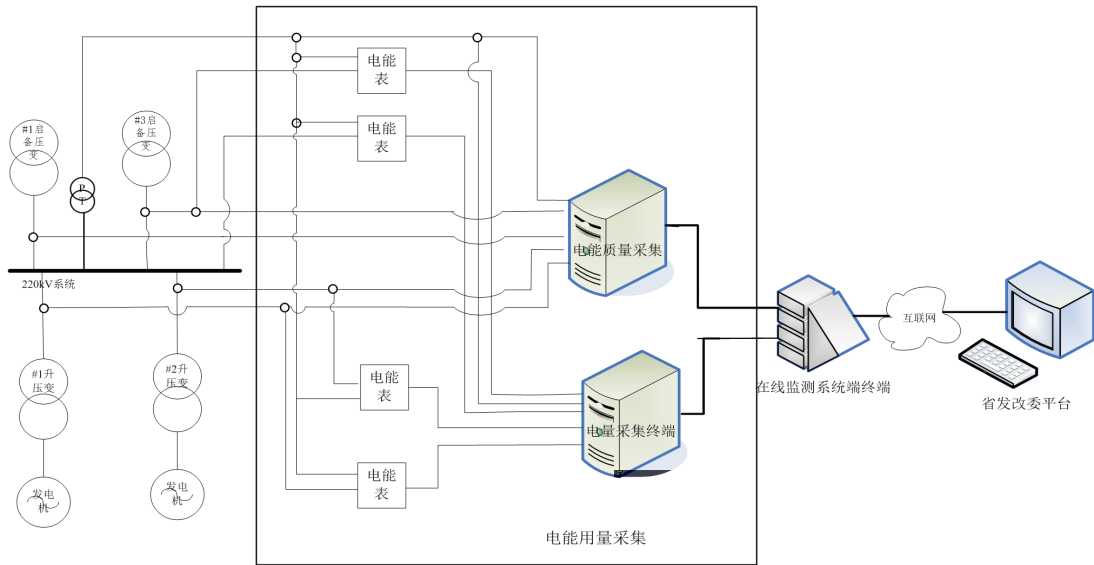 电能
表
电能
表
#1启
备压
变
#3启
备压
变
P
T
220kV系统
电能质量采集
#1升
压变
#2升
压变
发电
机
发电
机
电能
表
电能
表
电量采集终端
电能用量采集
在线监测系统端终端
互联网
省发改委平台